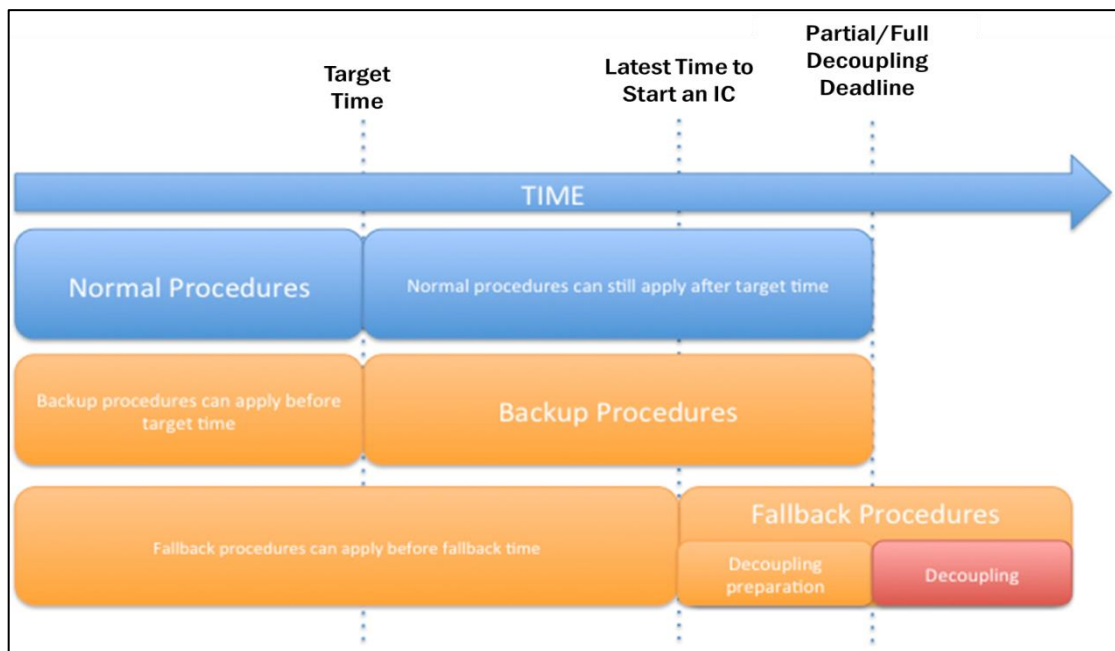 Partial/Full
Decoupling
Deadline
Latest Time to
Start an IC
Target
Time
TIME
Normal Procedures
Normal procedures can still apply after target time
Backup procedures can apply before
target time
Backup Procedures
Fallback procedures can apply before fallback time
Fallback Procedures
Decoupling
preparation
Decoupling